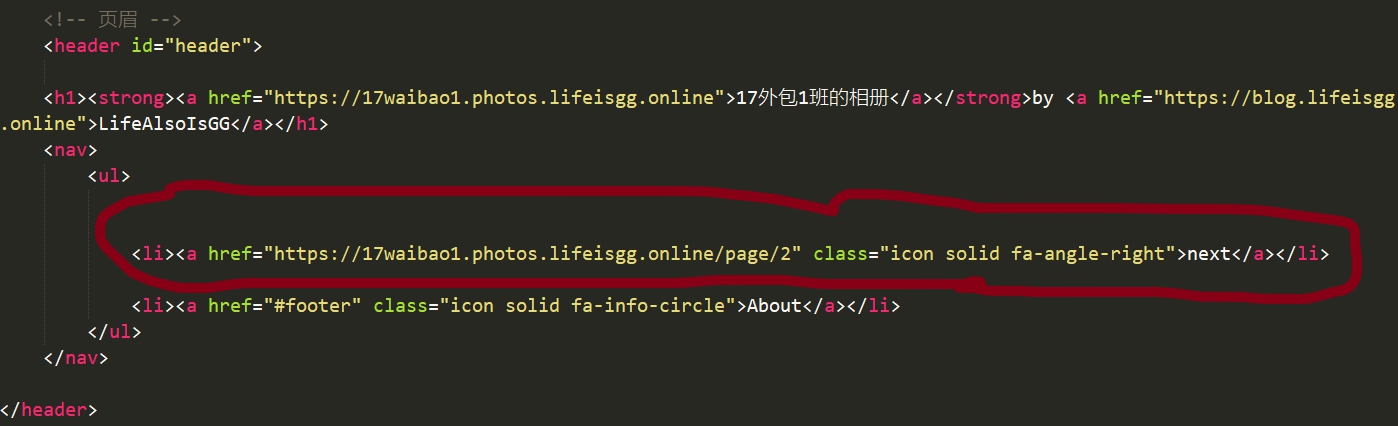 <!-- 页眉 -->
<header id="header">
<h1><strong><a href="https://17waibao1.photos.lifeisgg.online">17外包1班的相册</a></strong>by <a href="https://blog.lifeisgg
.online">LifeAlsoIsGG</a></h1>
<nav>
<ul>
<li><a href="https://17waibao1.photos.lifeisgg.online/page/2" class="icon solid fa-angle-right">next</a></li>
<li><a href="#footer" class="icon solid fa-info-circle">About</a></li>
</ul>
</nav>
</header>